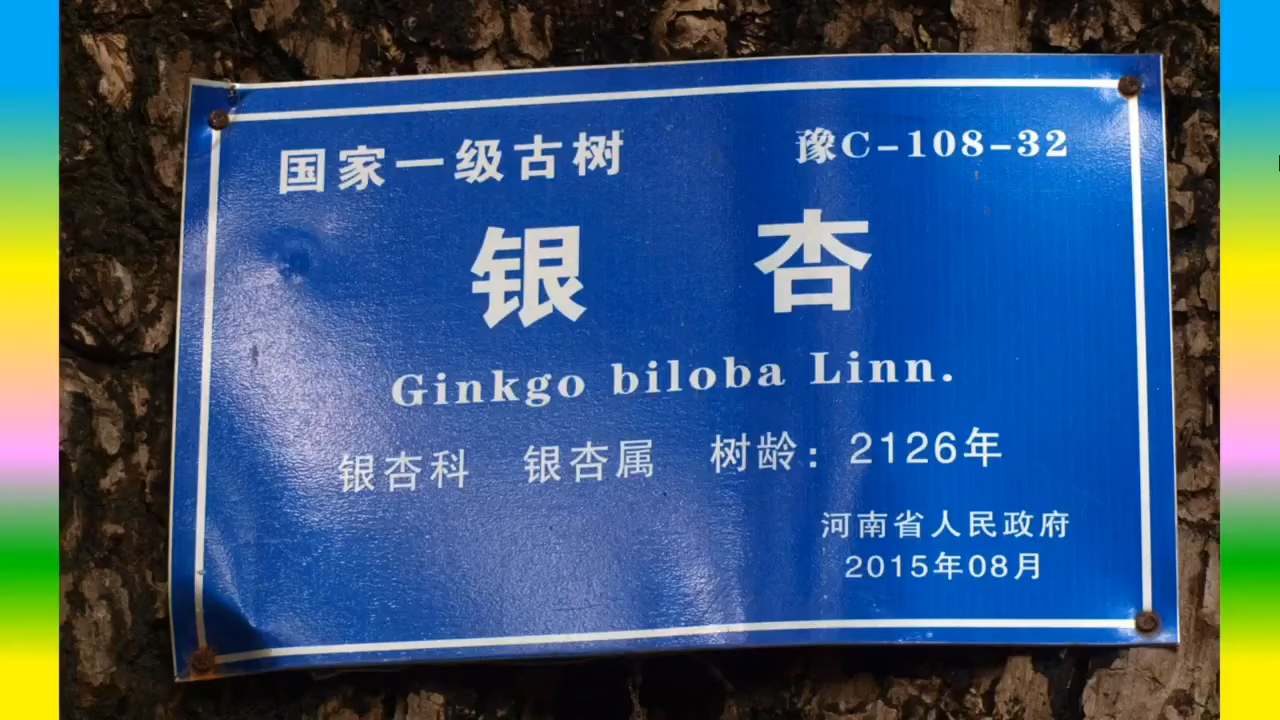 国家一级古树 豫C-108-32
银杏
Ginkgo biloba Linn.
银杏科 银杏属 树龄：2126年
河南省人民政府
2015年08月